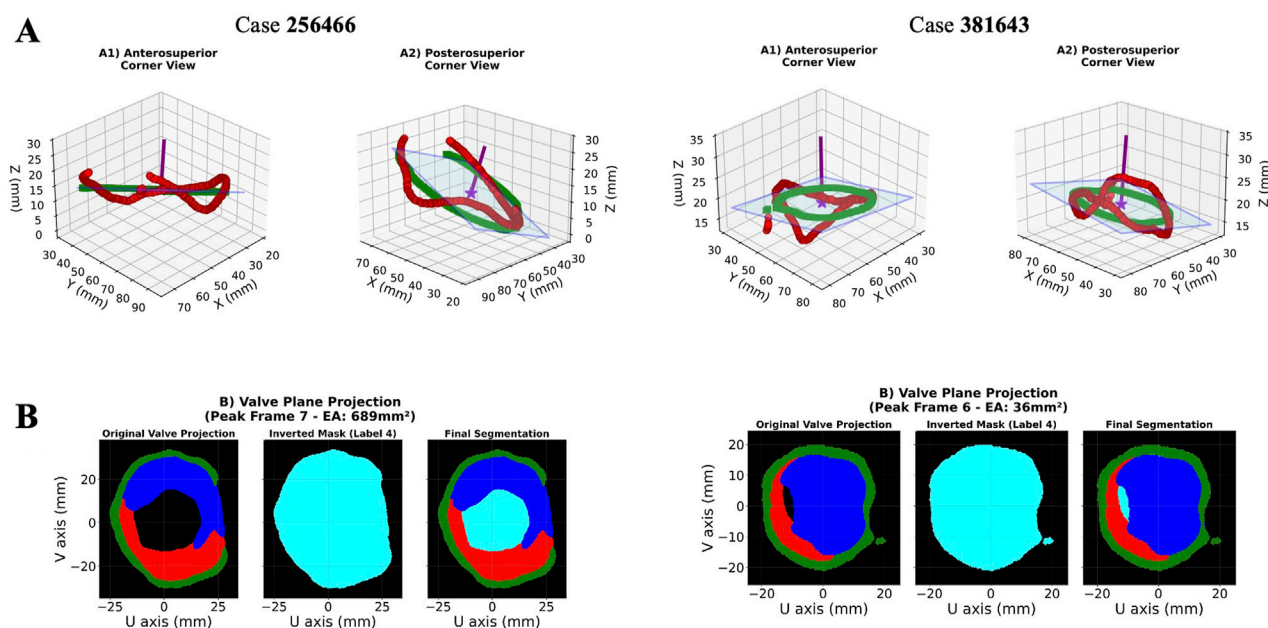 A
Case 256466
A1) Anterosuperior
Corner View
A2) Posterosuperior
Corner View
30
25
20
15
10
5
0
Z (mm)
30
40
50
60
70
80
90
Y (mm)
20
30
40
50
60
70
X (mm)
30
25
20
15
10
5
0
Z (mm)
70
60
50
40
30
20
X (mm)
30
40
50
60
70
80
90
Y (mm)
Case 381643
A1) Anterosuperior
Corner View
A2) Posterosuperior
Corner View
35
30
25
20
15
Z (mm)
30
40
50
60
70
80
Y (mm)
30
40
50
60
70
80
X (mm)
35
30
25
20
15
Z (mm)
80
70
60
50
40
30
X (mm)
30
40
50
60
70
80
Y (mm)
B
B) Valve Plane Projection
(Peak Frame 7 - EA: 689mm²)
Original Valve Projection
Inverted Mask (Label 4)
Final Segmentation
V axis (mm)
20
0
−20
−25 0 25
−25 0 25
−25 0 25
U axis (mm)
U axis (mm)
U axis (mm)
B) Valve Plane Projection
(Peak Frame 6 - EA: 36mm²)
Original Valve Projection
Inverted Mask (Label 4)
Final Segmentation
V axis (mm)
20
10
0
−10
−20
−20 0 20
−20 0 20
−20 0 20
U axis (mm)
U axis (mm)
U axis (mm)